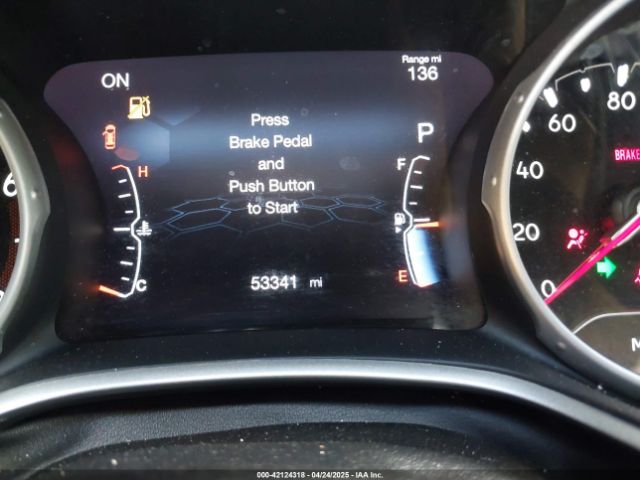 ON
Range mi
136
Press
Brake Pedal
and
Push Button
to Start
P
H
C
F
E
53341 mi
6
0
20
40
60
80
BRAKE
M
000-42124318 - 04/24/2025 - IAA Inc.